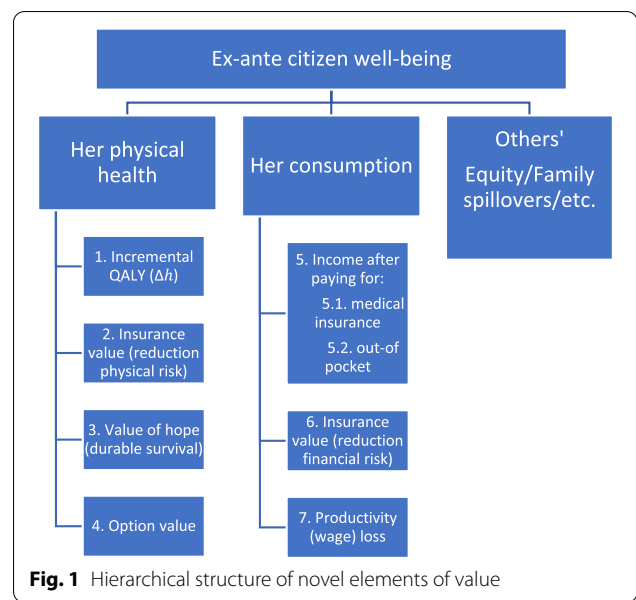 Ex-ante citizen well-being
Her physical
health
1. Incremental
QALY (Δℎ)
2. Insurance
value (reduction
physical risk)
3. Value of hope
(durable survival)
4. Option value
Her consumption
5. Income after
paying for:
5.1. medical
insurance
5.2. out-of
pocket
6. Insurance
value (reduction
financial risk)
7. Productivity
(wage) loss
Others'
Equity/Family
spillovers/etc.
Fig. 1 Hierarchical structure of novel elements of value